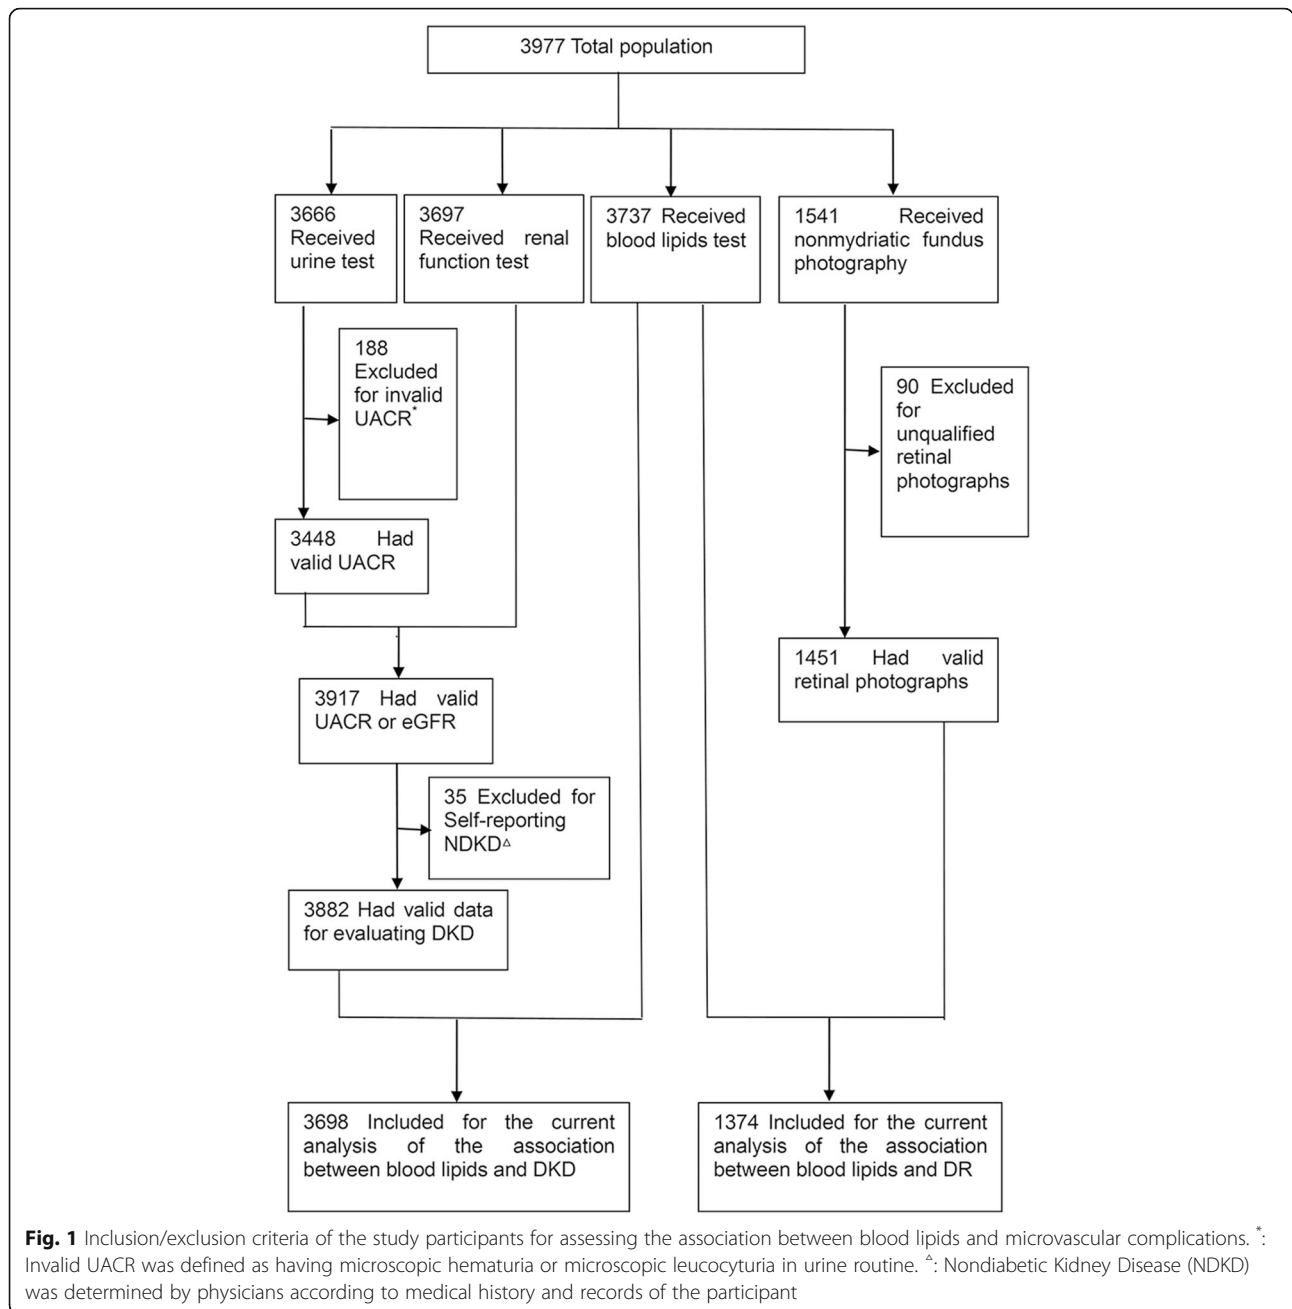 3977 Total population
3666
Received
urine test
3697
Received renal
function test
3737 Received
blood lipids test
1541 Received
nonmydriatic fundus
photography
188
Excluded
for invalid
UACR*
90 Excluded
for
unqualified
retinal
photographs
3448 Had
valid UACR
1451 Had valid
retinal photographs
3917 Had valid
UACR or eGFR
35 Excluded for
Self-reporting
NDKD△
3882 Had valid data
for evaluating DKD
3698 Included for the current
analysis of the association
between blood lipids and DKD
1374 Included for the current
analysis of the association
between blood lipids and DR
Fig. 1 Inclusion/exclusion criteria of the study participants for assessing the association between blood lipids and microvascular complications. *:
Invalid UACR was defined as having microscopic hematuria or microscopic leucocyturia in urine routine. △: Nondiabetic Kidney Disease (NDKD)
was determined by physicians according to medical history and records of the participant